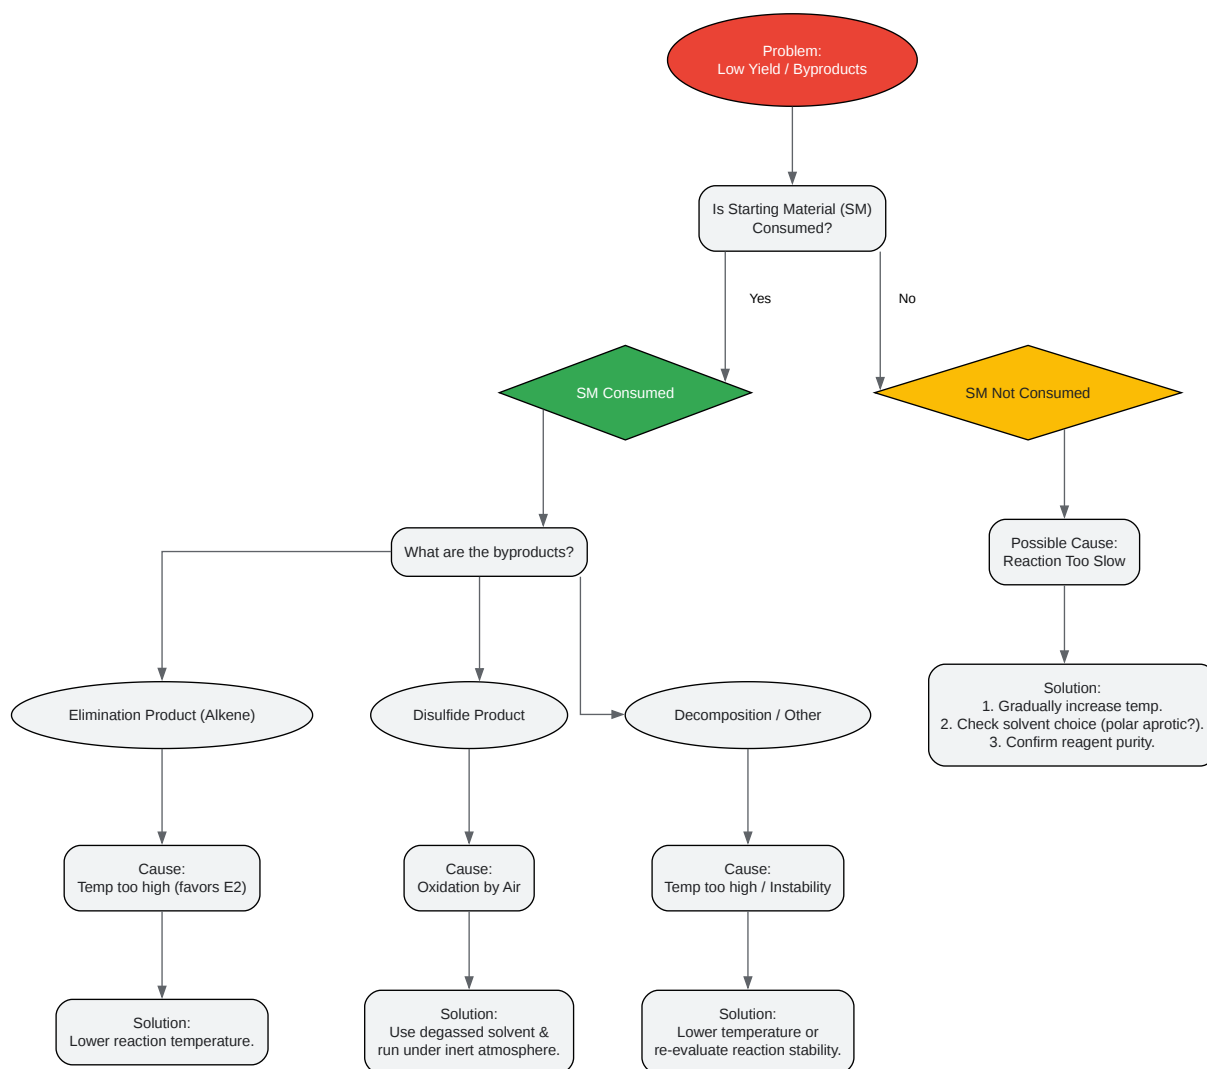 Problem:
Low Yield / Byproducts
Is Starting Material (SM)
Consumed?
Yes
No
SM Consumed
SM Not Consumed
What are the byproducts?
Possible Cause:
Reaction Too Slow
Elimination Product (Alkene)
Disulfide Product
Decomposition / Other
Solution:
1. Gradually increase temp.
2. Check solvent choice (polar aprotic?).
3. Confirm reagent purity.
Cause:
Temp too high (favors E2)
Cause:
Oxidation by Air
Cause:
Temp too high / Instability
Solution:
Lower reaction temperature.
Solution:
Use degassed solvent &
run under inert atmosphere.
Solution:
Lower temperature or
re-evaluate reaction stability.